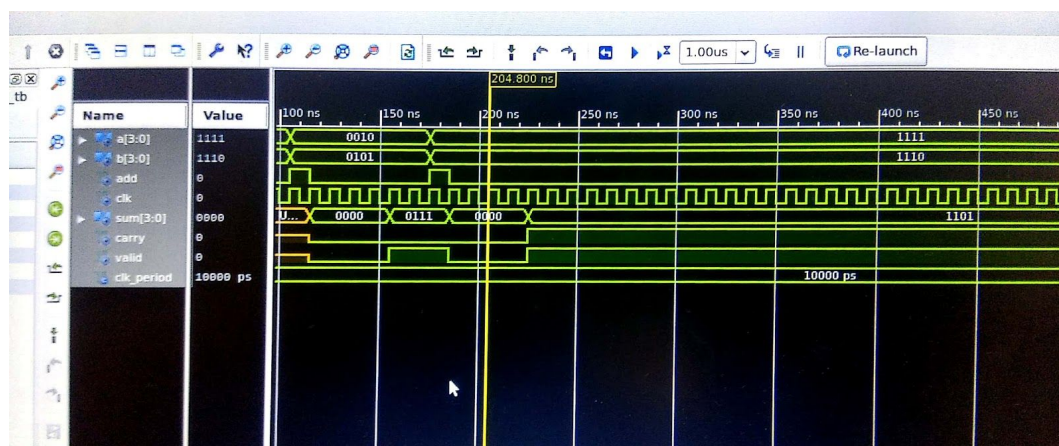 1.00us Re-launch
_tb
204.800 ns
Name Value 100 ns 150 ns 200 ns 250 ns 300 ns 350 ns 400 ns 450 ns
a[3:0] 1111 0010 1111
b[3:0] 1110 0101 1110
add 0
clk 0
sum[3:0] 0000 U... 0000 0111 0000 1101
carry 0
valid 0
clk_period 10000 ps 10000 ps